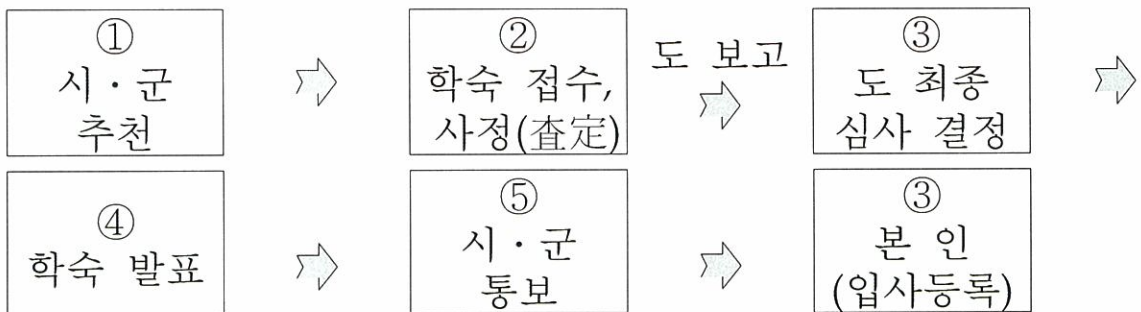 ①
시·군
추천
②
학숙 접수,
사정(査定)
도 보고
③
도 최종
심사 결정
④
학숙 발표
⑤
시·군
통보
③
본 인
(입사등록)